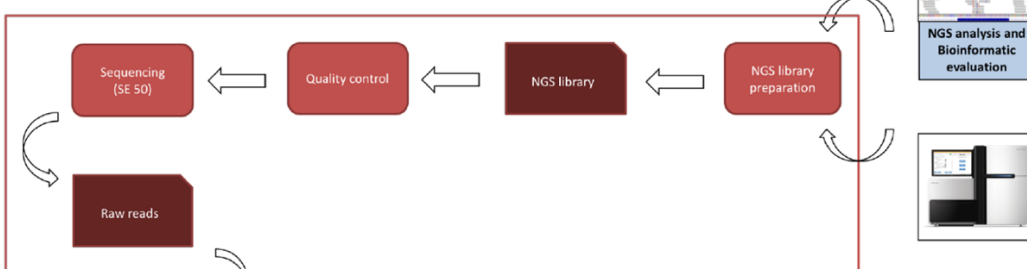 Sequencing
(SE 50)
Quality control
NGS library
NGS library
preparation
NGS analysis and
Bioinformatic
evaluation
Raw reads